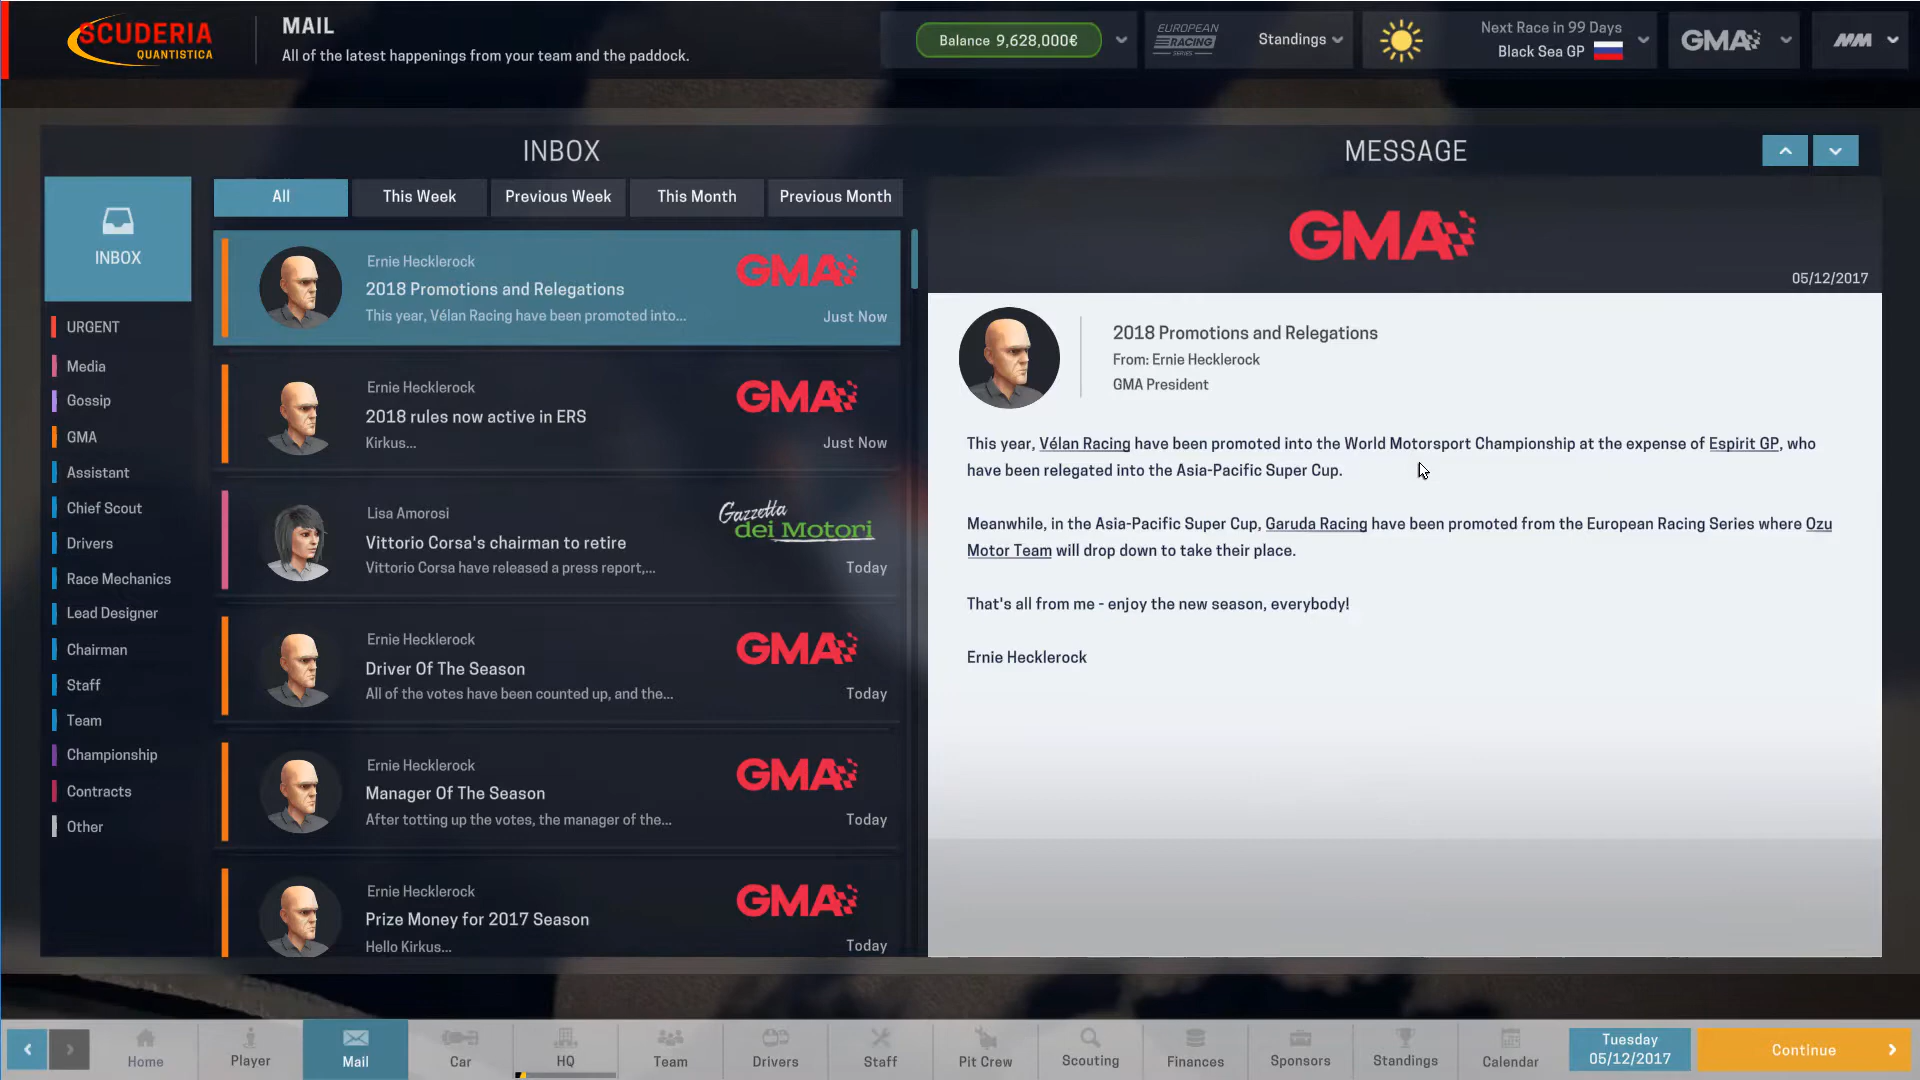 SCUDERIA
QUANTISTICA
MAIL
All of the latest happenings from your team and the paddock.
Balance 9,628,000€
EUROPEAN
RACING
SERIES
Standings
Next Race in 99 Days
Black Sea GP
GMA
INBOX
MESSAGE
INBOX
All
This Week
Previous Week
This Month
Previous Month
URGENT
Media
Gossip
GMA
Assistant
Chief Scout
Drivers
Race Mechanics
Lead Designer
Chairman
Staff
Team
Championship
Contracts
Other
Ernie Hecklerock
2018 Promotions and Relegations
This year, Vélan Racing have been promoted into...
GMA
Just Now
Ernie Hecklerock
2018 rules now active in ERS
Kirkus...
GMA
Just Now
Lisa Amorosi
Vittorio Corsa's chairman to retire
Vittorio Corsa have released a press report,...
Gazzetta
dei Motori
Today
Ernie Hecklerock
Driver Of The Season
All of the votes have been counted up, and the...
GMA
Today
Ernie Hecklerock
Manager Of The Season
After totting up the votes, the manager of the...
GMA
Today
Ernie Hecklerock
Prize Money for 2017 Season
Hello Kirkus...
GMA
Today
GMA
05/12/2017
2018 Promotions and Relegations
From: Ernie Hecklerock
GMA President
This year, Vélan Racing have been promoted into the World Motorsport Championship at the expense of Espirit GP, who
have been relegated into the Asia-Pacific Super Cup.
Meanwhile, in the Asia-Pacific Super Cup, Garuda Racing have been promoted from the European Racing Series where Ozu
Motor Team will drop down to take their place.
That's all from me - enjoy the new season, everybody!
Ernie Hecklerock
Home
Player
Mail
Car
HQ
Team
Drivers
Staff
Pit Crew
Scouting
Finances
Sponsors
Standings
Calendar
Tuesday
05/12/2017
Continue